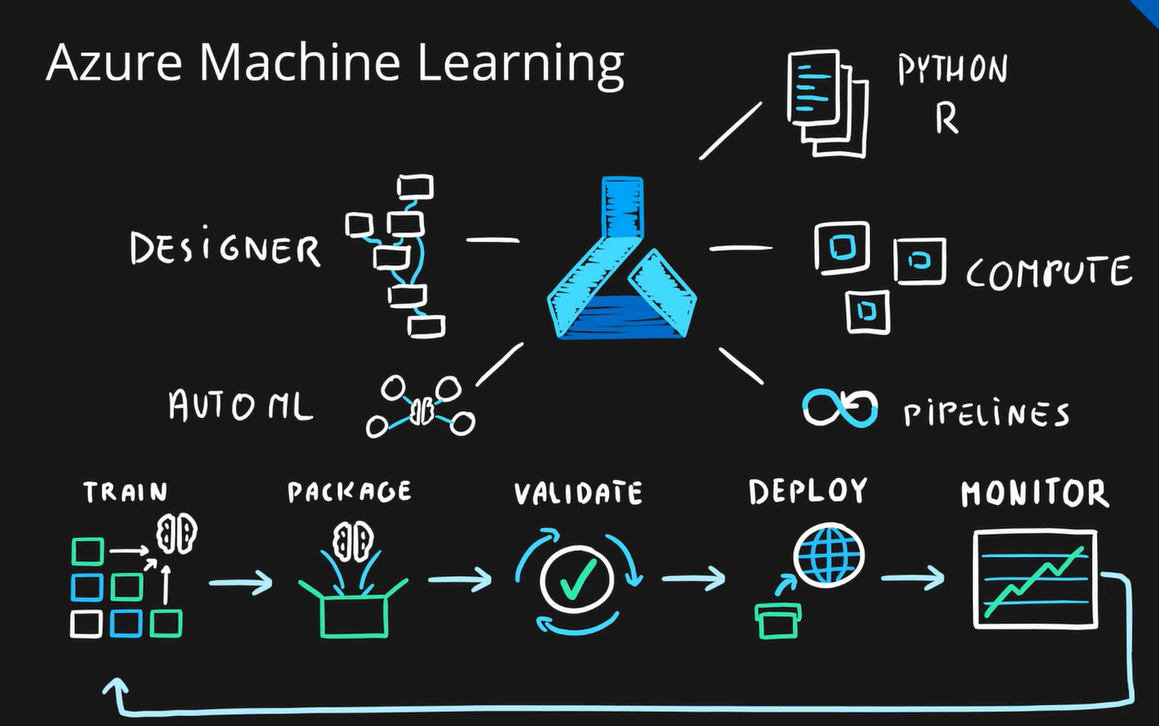 Azure Machine Learning
PYTHON
R
DESIGNER
COMPUTE
AUTO ML
PIPELINES
TRAIN
PACKAGE
VALIDATE
DEPLOY
MONITOR